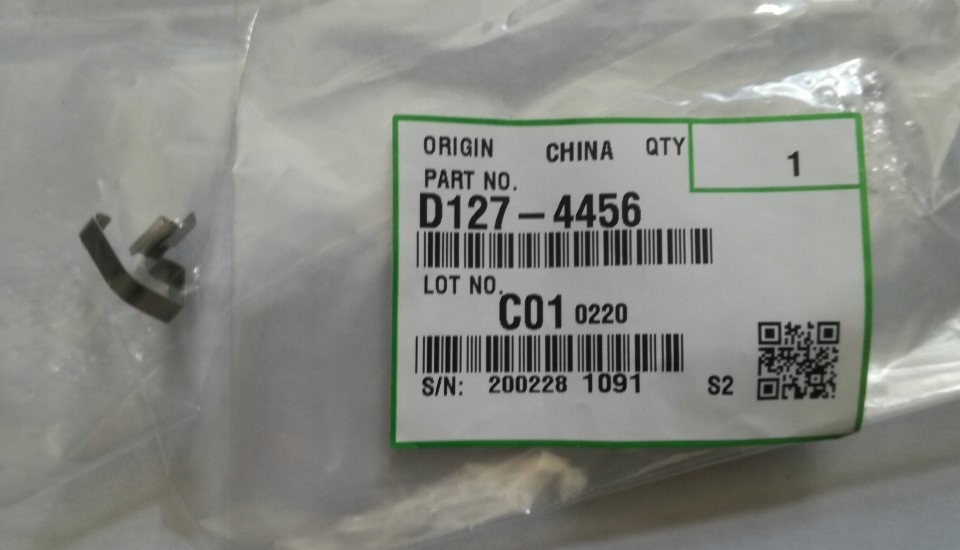 ORIGIN CHINA QTY 1
PART NO.
D127-4456
LOT NO.
C01 0220
S/N: 200228 1091 S2